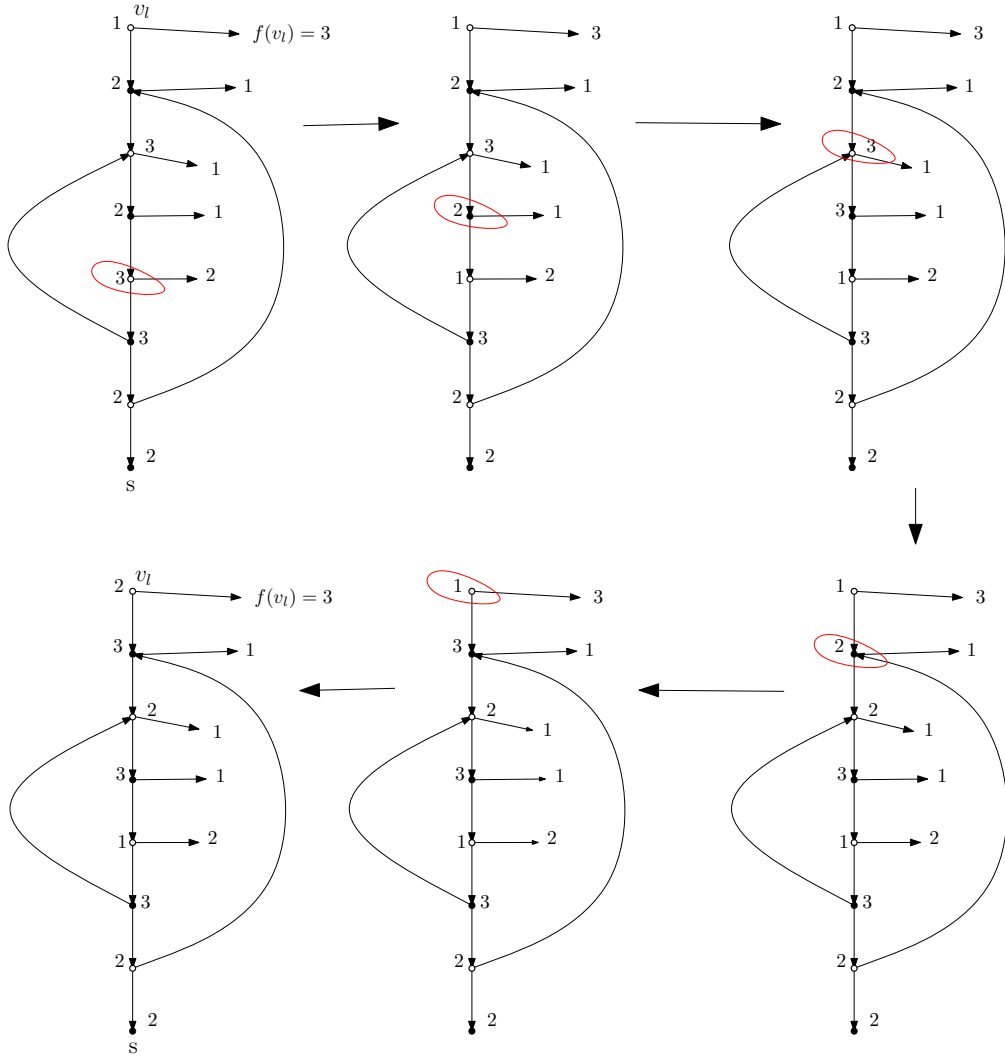 v_l
1 f(v_l) = 3 1 3 1 3
2 1 2 1 2 1
3 1 3 1 3 1
2 1 2 1 3 1
3 2 1 2 1 2
3 3 3
2 2 2
2 2 2
s
v_l
2 f(v_l) = 3 1 3 1 3
3 1 3 1 2 1
2 1 2 1 2 1
3 1 3 1 3 1
1 2 1 2 1 2
3 3 3
2 2 2
2 2 2
s